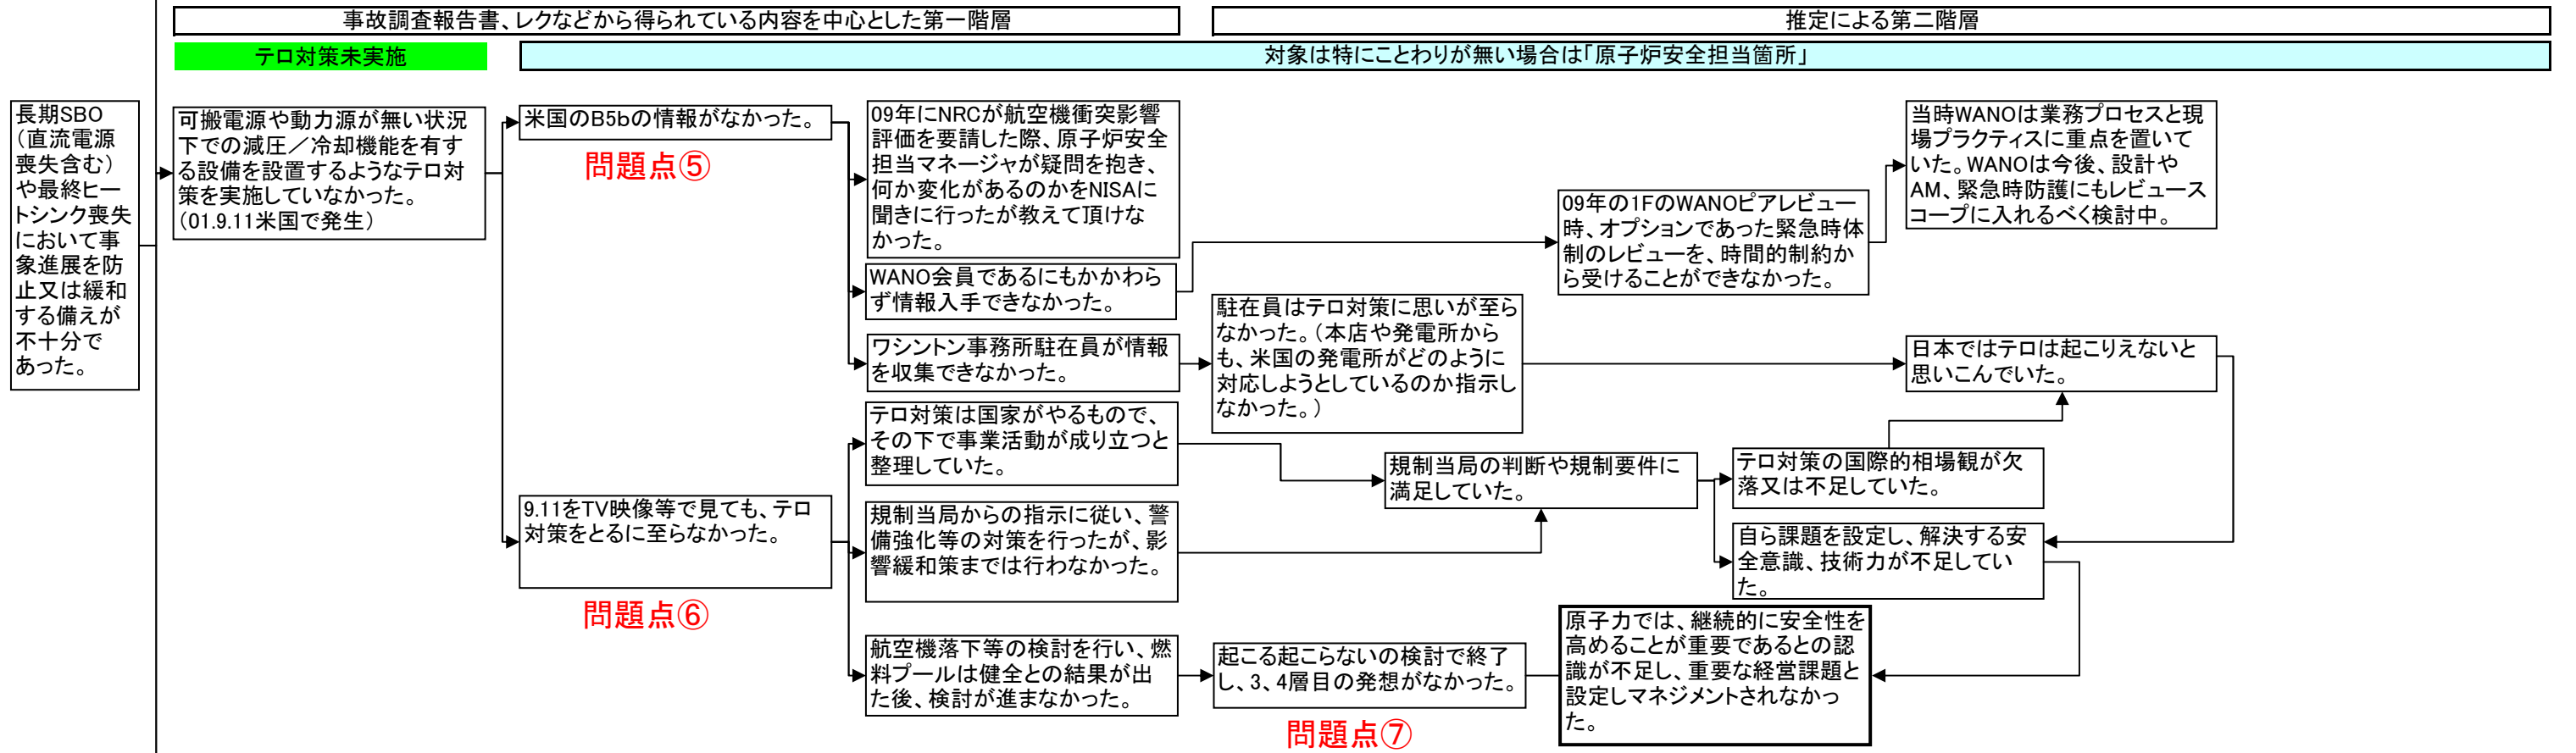 事故調査報告書、レクなどから得られている内容を中心とした第一階層
推定による第二階層
テロ対策未実施
対象は特にことわりが無い場合は「原子炉安全担当箇所」
長期SBO
（直流電源
喪失含む）
や最終ヒー
トシンク喪失
において事
象進展を防
止又は緩和
する備えが
不十分で
あった。
可搬電源や動力源が無い状況
下での減圧／冷却機能を有す
る設備を設置するようなテロ対
策を実施していなかった。
（01.9.11米国で発生）
米国のB5bの情報がなかった。
問題点⑤
09年にNRCが航空機衝突影響
評価を要請した際、原子炉安全
担当マネージャが疑問を抱き、
何か変化があるのかをNISAに
聞きに行ったが教えて頂けな
かった。
WANO会員であるにもかかわら
ず情報入手できなかった。
ワシントン事務所駐在員が情報
を収集できなかった。
駐在員はテロ対策に思いが至ら
なかった。（本店や発電所から
も、米国の発電所がどのように
対応しようとしているのか指示し
なかった。）
09年の1FのWANOピアレビュー
時、オプションであった緊急時体
制のレビューを、時間的制約か
ら受けることができなかった。
当時WANOは業務プロセスと現
場プラクティスに重点を置いて
いた。WANOは今後、設計や
AM、緊急時防護にもレビュース
コープに入れるべく検討中。
日本ではテロは起こりえないと
思いこんでいた。
9.11をTV映像等で見ても、テロ
対策をとるに至らなかった。
問題点⑥
テロ対策は国家がやるもので、
その下で事業活動が成り立つと
整理していた。
規制当局からの指示に従い、警
備強化等の対策を行ったが、影
響緩和策までは行わなかった。
航空機落下等の検討を行い、燃
料プールは健全との結果が出
た後、検討が進まなかった。
規制当局の判断や規制要件に
満足していた。
テロ対策の国際的相場観が欠
落又は不足していた。
自ら課題を設定し、解決する安
全意識、技術力が不足してい
た。
起こる起こらないの検討で終了
し、3、4層目の発想がなかった。
問題点⑦
原子力では、継続的に安全性を
高めることが重要であるとの認
識が不足し、重要な経営課題と
設定しマネジメントされなかっ
た。